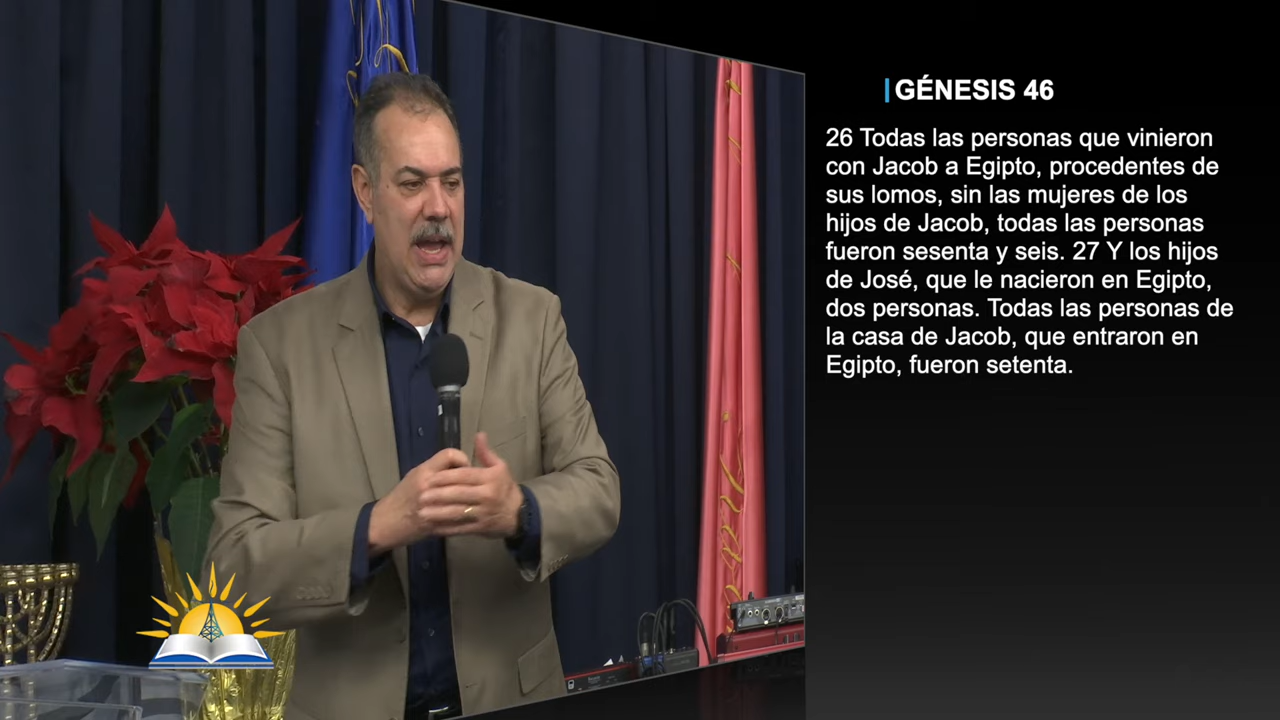 GÉNESIS 46
26 Todas las personas que vinieron
con Jacob a Egipto, procedentes de
sus lomos, sin las mujeres de los
hijos de Jacob, todas las personas
fueron sesenta y seis. 27 Y los hijos
de José, que le nacieron en Egipto,
dos personas. Todas las personas de
la casa de Jacob, que entraron en
Egipto, fueron setenta.